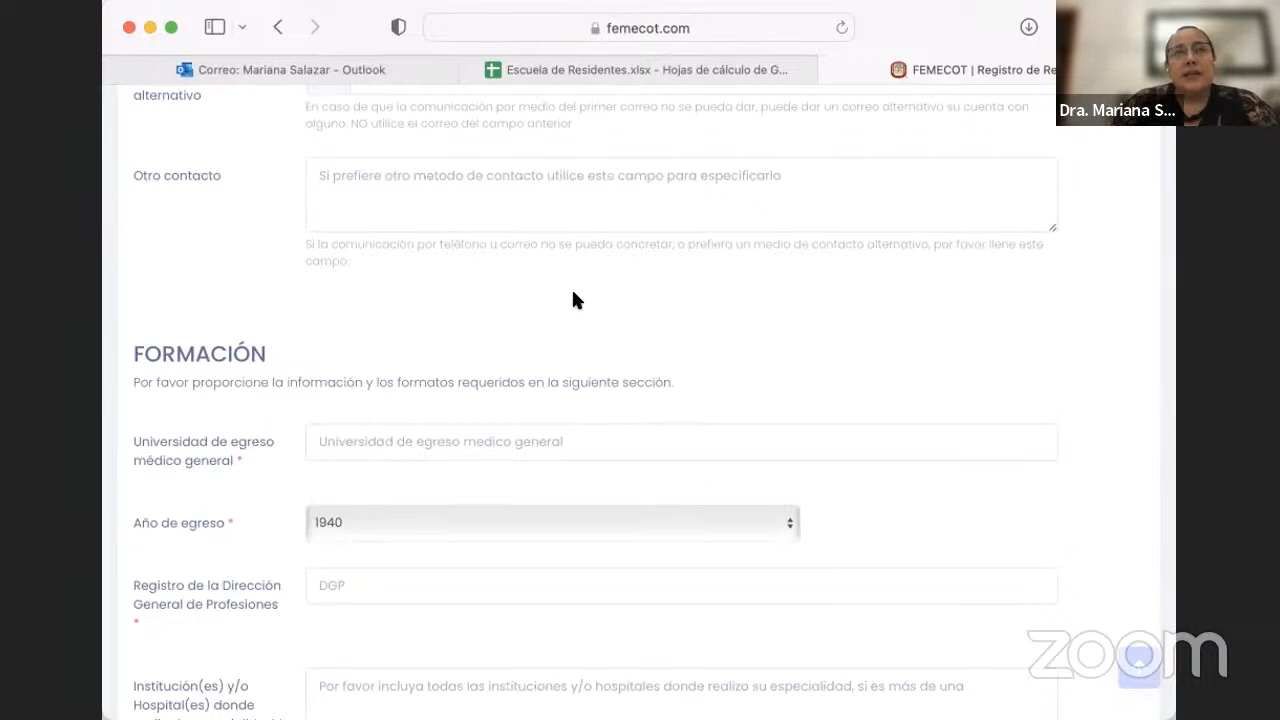 femecot.com
Correo: Mariana Salazar - Outlook
Escuela de Residentes.xlsx - Hojas de cálculo de G...
FEMECOT | Registro de Re
Dra. Mariana S...
alternativo
En caso de que la comunicación por medio del primer correo no se pueda dar, puede dar un correo alternativo su cuenta con
alguno. NO utilice el correo del campo anterior
Otro contacto
Si prefiere otro metodo de contacto utilice este campo para especificarlo
Si la comunicación por teléfono u correo no se pueda concretar, o prefiera un medio de contacto alternativo, por favor llene este
campo.
FORMACIÓN
Por favor proporcione la información y los formatos requeridos en la siguiente sección.
Universidad de egreso
médico general *
Universidad de egreso medico general
Año de egreso *
1940
Registro de la Dirección
General de Profesiones
*
DGP
Institución(es) y/o
Hospital(es) donde
Por favor incluya todas las instituciones y/o hospitales donde realizo su especialidad, si es más de una
zoom